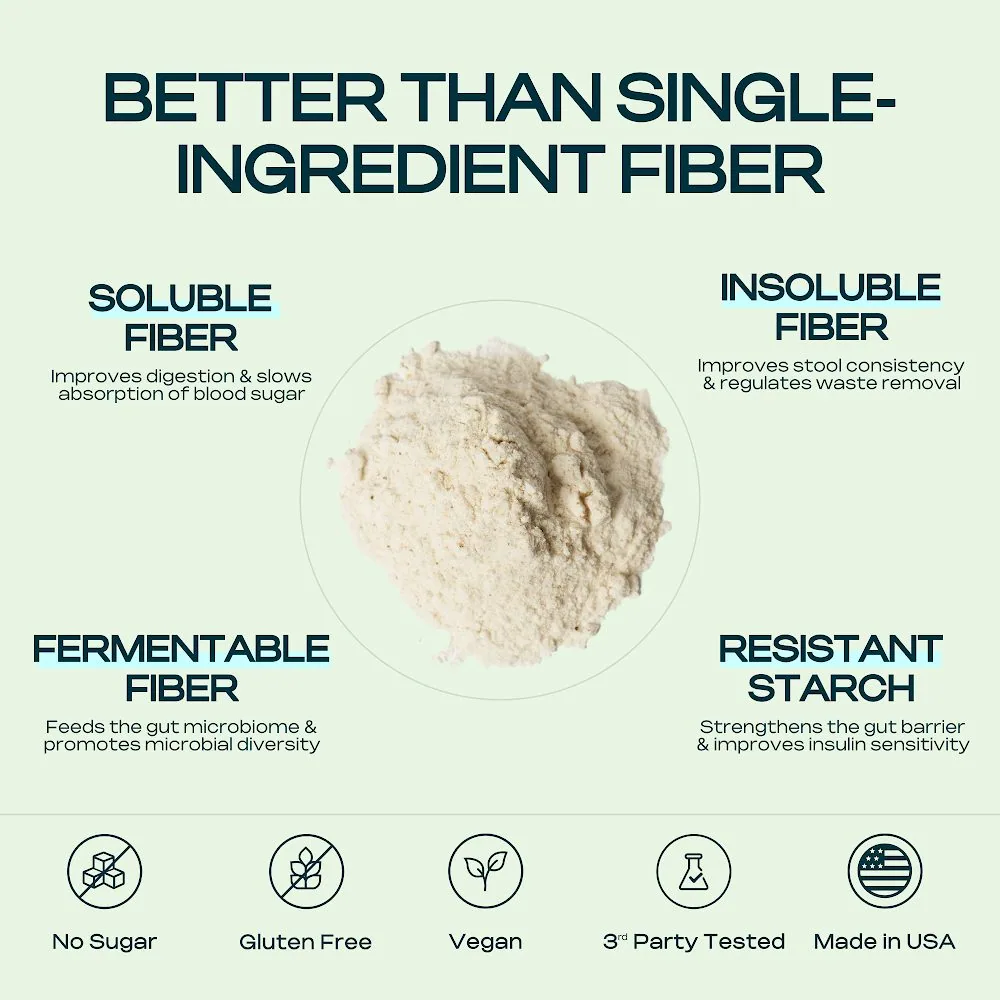 BETTER THAN SINGLE-
INGREDIENT FIBER
SOLUBLE
FIBER
Improves digestion & slows
absorption of blood sugar
INSOLUBLE
FIBER
Improves stool consistency
& regulates waste removal
FERMENTABLE
FIBER
Feeds the gut microbiome &
promotes microbial diversity
RESISTANT
STARCH
Strengthens the gut barrier
& improves insulin sensitivity
No Sugar
Gluten Free
Vegan
3rd Party Tested
Made in USA